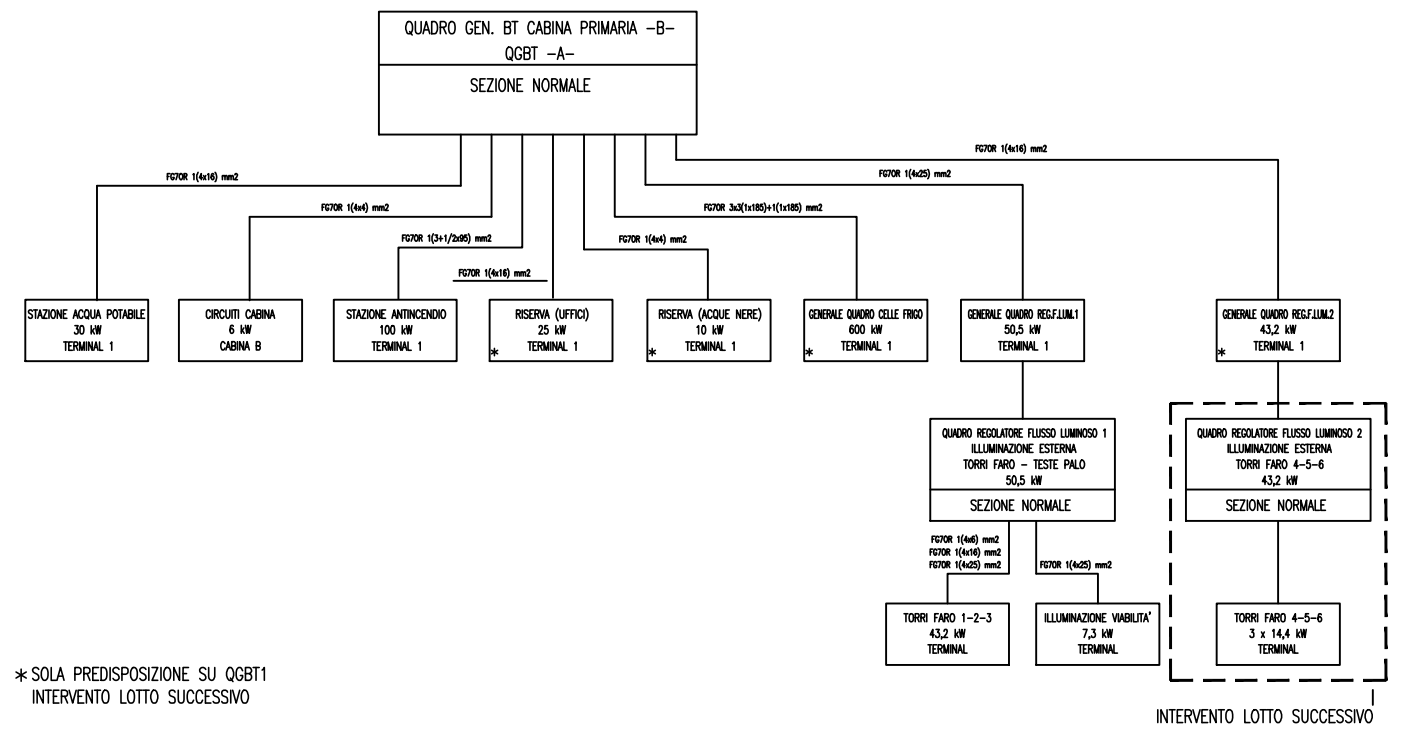 QUADRO GEN. BT CABINA PRIMARIA -B-
QGBT -A-
SEZIONE NORMALE
FG7OR 1(4x16) mm2
FG7OR 1(4x16) mm2
FG7OR 1(4x25) mm2
FG7OR 1(4x4) mm2
FG7OR 3x3(1x185)+1(1x185) mm2
FG7OR 1(3+1/2x95) mm2
FG7OR 1(4x4) mm2
FG7OR 1(4x16) mm2
STAZIONE ACQUA POTABILE
30 kW
TERMINAL 1
CIRCUITI CABINA
6 kW
CABINA B
STAZIONE ANTINCENDIO
100 kW
TERMINAL 1
RISERVA (UFFICI)
25 kW
* TERMINAL 1
RISERVA (ACQUE NERE)
10 kW
* TERMINAL 1
GENERALE QUADRO CELLE FRIGO
600 kW
* TERMINAL 1
GENERALE QUADRO REG.F.LUM.1
50,5 kW
TERMINAL 1
GENERALE QUADRO REG.F.LUM.2
43,2 kW
* TERMINAL 1
QUADRO REGOLATORE FLUSSO LUMINOSO 1
ILLUMINAZIONE ESTERNA
TORRI FARO - TESTE PALO
50,5 kW
SEZIONE NORMALE
QUADRO REGOLATORE FLUSSO LUMINOSO 2
ILLUMINAZIONE ESTERNA
TORRI FARO 4-5-6
43,2 kW
SEZIONE NORMALE
FG7OR 1(4x6) mm2
FG7OR 1(4x16) mm2
FG7OR 1(4x25) mm2
FG7OR 1(4x25) mm2
TORRI FARO 1-2-3
43,2 kW
TERMINAL
ILLUMINAZIONE VIABILITA'
7,3 kW
TERMINAL
TORRI FARO 4-5-6
3 x 14,4 kW
TERMINAL
* SOLA PREDISPOSIZIONE SU QGBT1
INTERVENTO LOTTO SUCCESSIVO
INTERVENTO LOTTO SUCCESSIVO